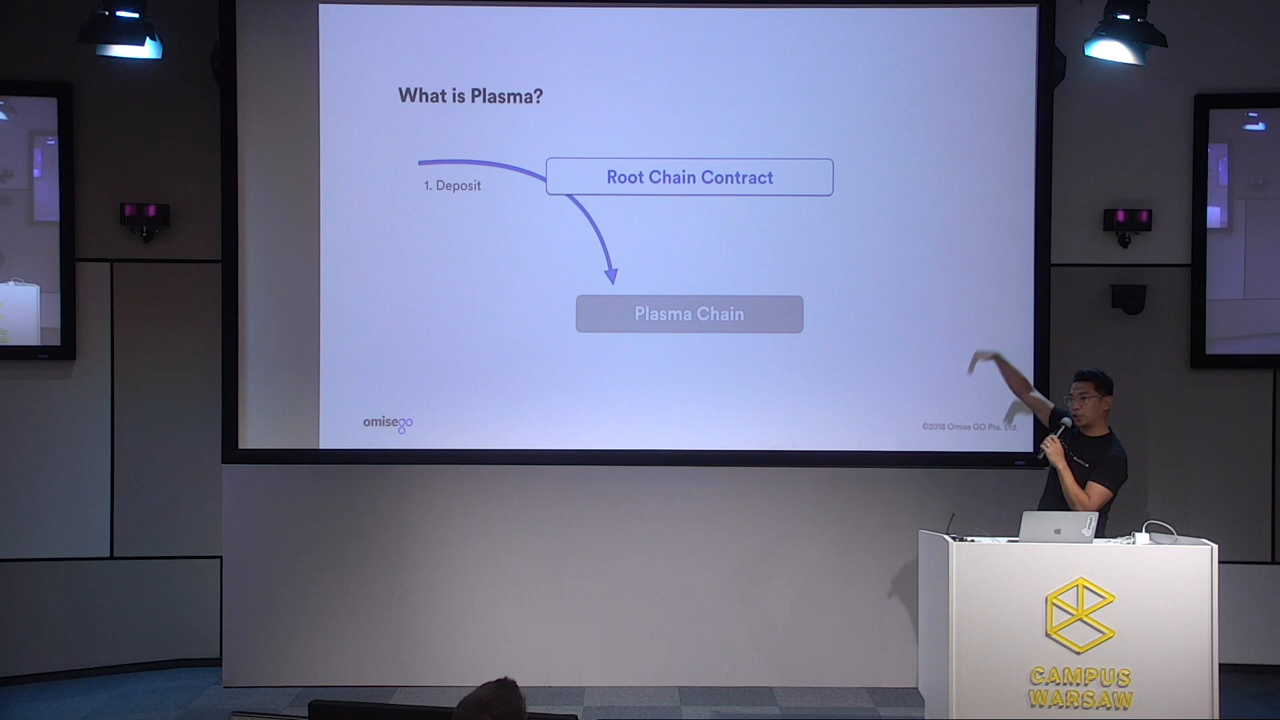 What is Plasma?
1. Deposit
Root Chain Contract
Plasma Chain
omisego
©2018 Omise GO Pte. Ltd.
CAMPUS
WARSAW